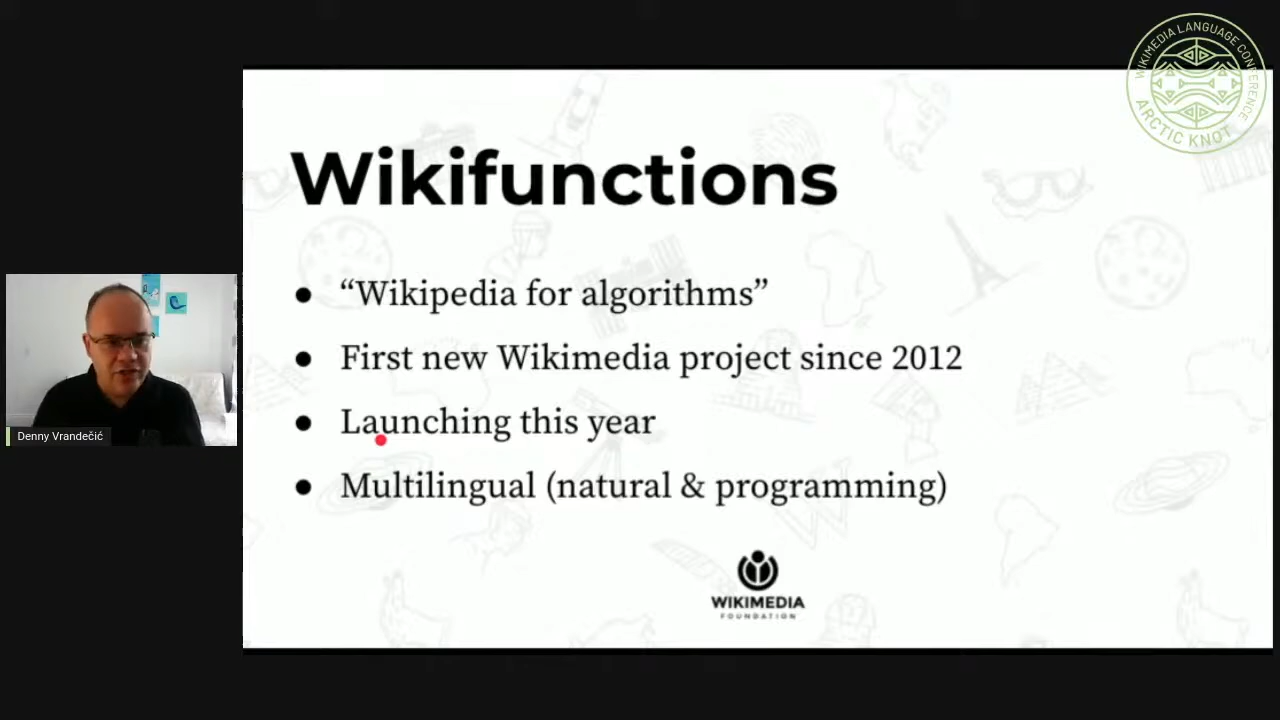 WIKIMEDIA LANGUAGE CONFERENCE
ARCTIC KNOT
Wikifunctions
● “Wikipedia for algorithms”
● First new Wikimedia project since 2012
● Launching this year
● Multilingual (natural & programming)
Denny Vrandečić
WIKIMEDIA
FOUNDATION